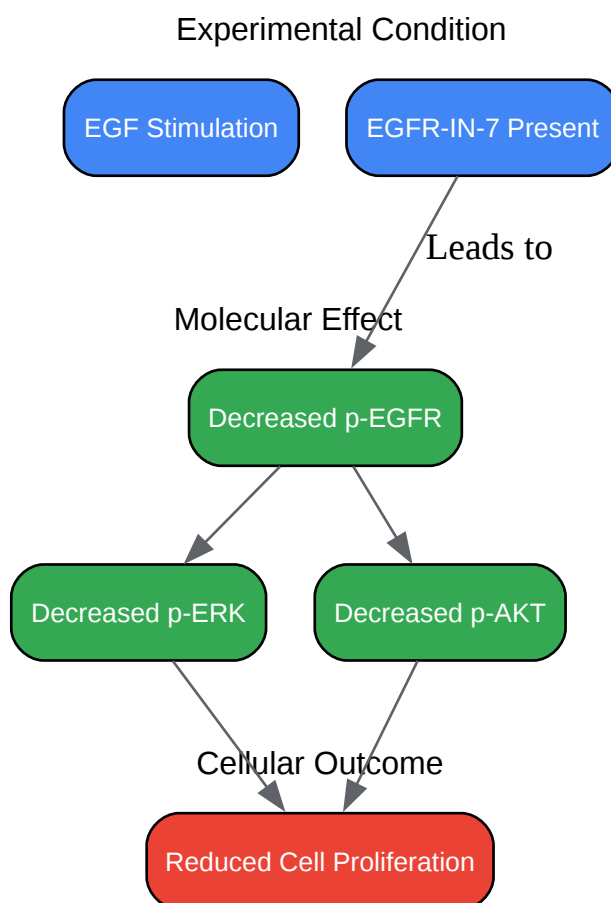 Experimental Condition
EGF Stimulation
EGFR-IN-7 Present
Leads to
Molecular Effect
Decreased p-EGFR
Decreased p-ERK
Decreased p-AKT
Cellular Outcome
Reduced Cell Proliferation